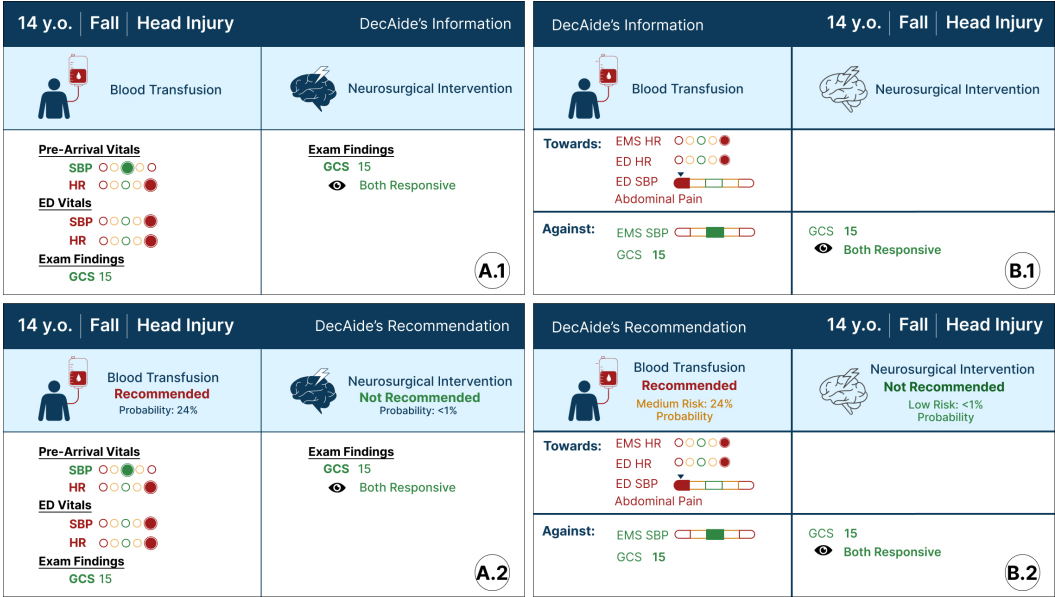 14 y.o. | Fall | Head Injury
DecAide's Information
Blood Transfusion
Neurosurgical Intervention
Pre-Arrival Vitals
SBP
HR
ED Vitals
SBP
HR
Exam Findings
GCS 15
Exam Findings
GCS 15
Both Responsive
A.1
DecAide's Information
14 y.o. | Fall | Head Injury
Blood Transfusion
Neurosurgical Intervention
Towards:
EMS HR
ED HR
ED SBP
Abdominal Pain
Against:
EMS SBP
GCS 15
GCS 15
Both Responsive
B.1
14 y.o. | Fall | Head Injury
DecAide's Recommendation
Blood Transfusion
Recommended
Probability: 24%
Neurosurgical Intervention
Not Recommended
Probability: <1%
Pre-Arrival Vitals
SBP
HR
ED Vitals
SBP
HR
Exam Findings
GCS 15
Exam Findings
GCS 15
Both Responsive
A.2
DecAide's Recommendation
14 y.o. | Fall | Head Injury
Blood Transfusion
Recommended
Medium Risk: 24%
Probability
Neurosurgical Intervention
Not Recommended
Low Risk: <1%
Probability
Towards:
EMS HR
ED HR
ED SBP
Abdominal Pain
Against:
EMS SBP
GCS 15
GCS 15
Both Responsive
B.2